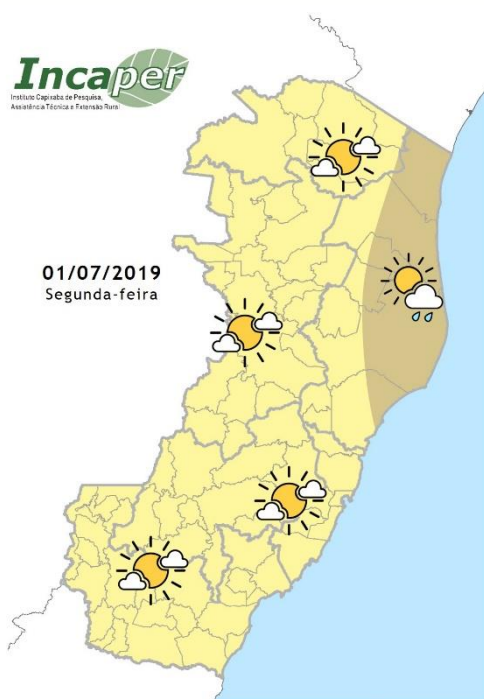 Incaper
Instituto Capixaba de Pesquisa,
Assistência Técnica e Extensão Rural
01/07/2019
Segunda-feira